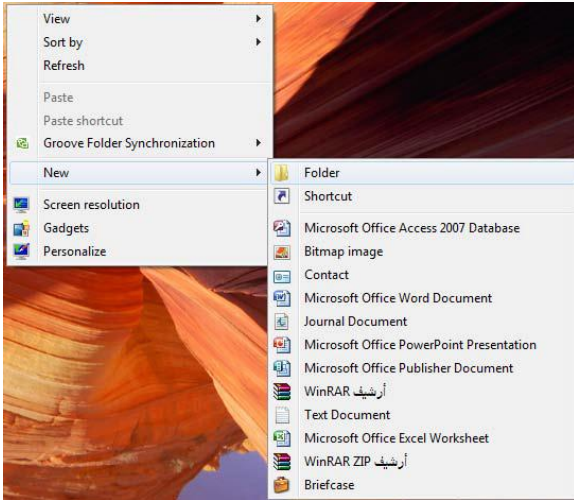 View
Sort by
Refresh
Paste
Paste shortcut
Groove Folder Synchronization
New
Screen resolution
Gadgets
Personalize
Folder
Shortcut
Microsoft Office Access 2007 Database
Bitmap image
Contact
Microsoft Office Word Document
Journal Document
Microsoft Office PowerPoint Presentation
Microsoft Office Publisher Document
أرشيف WinRAR
Text Document
Microsoft Office Excel Worksheet
أرشيف WinRAR ZIP
Briefcase